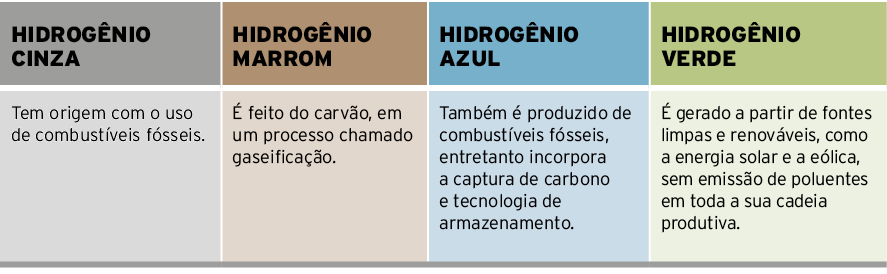 HIDROGÊNIO
CINZA
Tem origem com o uso
de combustíveis fósseis.
HIDROGÊNIO
MARROM
É feito do carvão, em
um processo chamado
gaseificação.
HIDROGÊNIO
AZUL
Também é produzido de
combustíveis fósseis,
entretanto incorpora
a captura de carbono
e tecnologia de
armazenamento.
HIDROGÊNIO
VERDE
É gerado a partir de fontes
limpas e renováveis, como
a energia solar e a eólica,
sem emissão de poluentes
em toda a sua cadeia
produtiva.